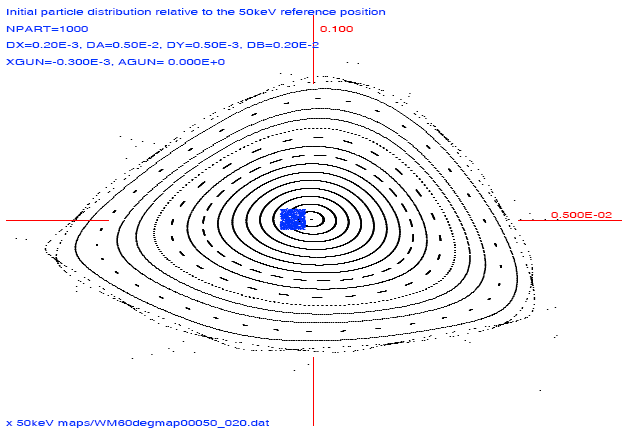 Initial particle distribution relative to the 50keV reference position
NPART=1000
0.100
DX=0.20E-3, DA=0.50E-2, DY=0.50E-3, DB=0.20E-2
XGUN=-0.300E-3, AGUN= 0.000E+0
0.500E-02
x 50keV maps/WM60degmap00050_020.dat